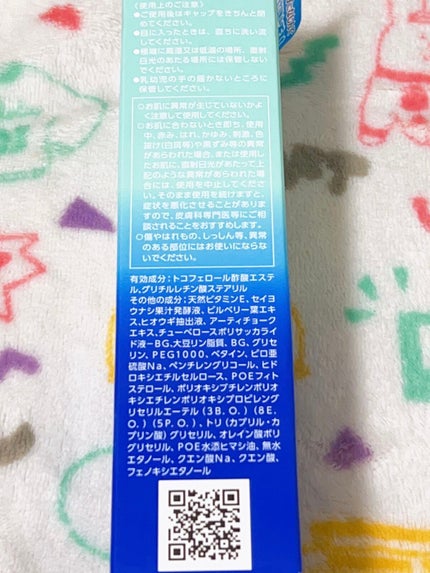 〈使用上のご注意〉
●ご使用後はキャップをきちんと閉
めてください。
●目に入ったときは、直ちに洗い流
してください。
●極端に高温又は低温の場所、直射
日光のあたる場所には保管しない
でください。
●乳幼児の手の届かないところに
保管してください。
○お肌に異常が生じていないかよ
く注意して使用してください。
○お肌に合わないとき即ち、使用
中、赤み、はれ、かゆみ、刺激、色
抜け(白斑等)や黒ずみ等の異常
があらわれた場合、または使用し
たお肌に、直射日光があたって上
記のような異常があらわれた場
合には、使用を中止してくださ
い。そのまま使用を続けますと、
症状を悪化させることがありま
すので、皮膚科専門医等にご相
談されることをおすすめします。
○傷やはれもの、しっしん等、異常
のある部位にはお使いにならな
いでください。
有効成分:トコフェロール酢酸エステ
ル、グリチルレチン酸ステアリル
その他の成分:天然ビタミンE、セイヨ
ウナシ果汁発酵液、ビルベリー葉エキ
ス、ヒオウギ抽出液、アーティチョーク
エキス、チューベロースポリサッカライ
ド液-BG、大豆リン脂質、BG、グリ
セリン、PEG1000、ベタイン、ピロ亜
硫酸Na、ペンチレングリコール、ヒド
ロキシエチルセルロース、POEフィト
ステロール、ポリオキシブチレンポリオ
キシエチレンポリオキシプロピレング
リセリルエーテル(3B.O.)(8E.
O.)(5P.O.)、トリ(カプリル・カ
プリン酸)グリセリル、オレイン酸ポリ
グリセリル、POE水添ヒマシ油、無水
エタノール、クエン酸Na、クエン酸、
フェノキシエタノール